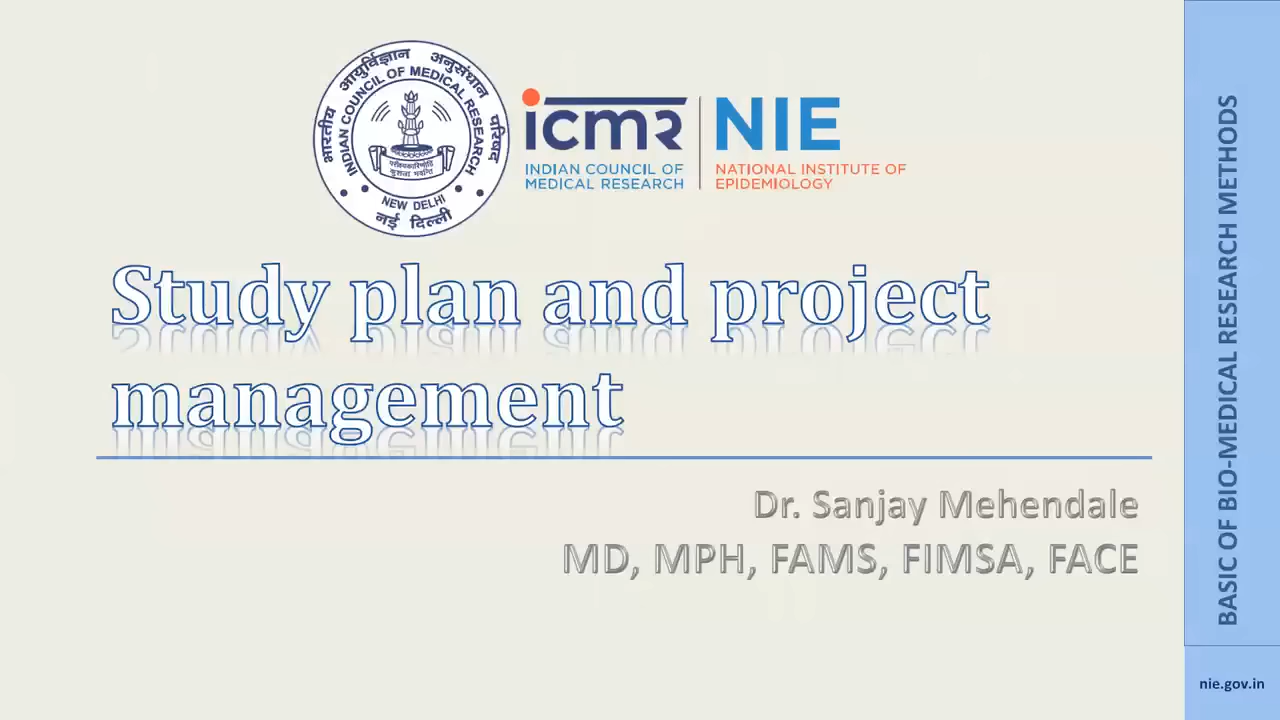 भारतीय आयुर्विज्ञान अनुसंधान परिषद
INDIAN COUNCIL OF MEDICAL RESEARCH
NEW DELHI
नई दिल्ली
icmr
INDIAN COUNCIL OF
MEDICAL RESEARCH
NIE
NATIONAL INSTITUTE OF
EPIDEMIOLOGY
Study plan and project
management
Dr. Sanjay Mehendale
MD, MPH, FAMS, FIMSA, FACE
BASIC OF BIO-MEDICAL RESEARCH METHODS
nie.gov.in